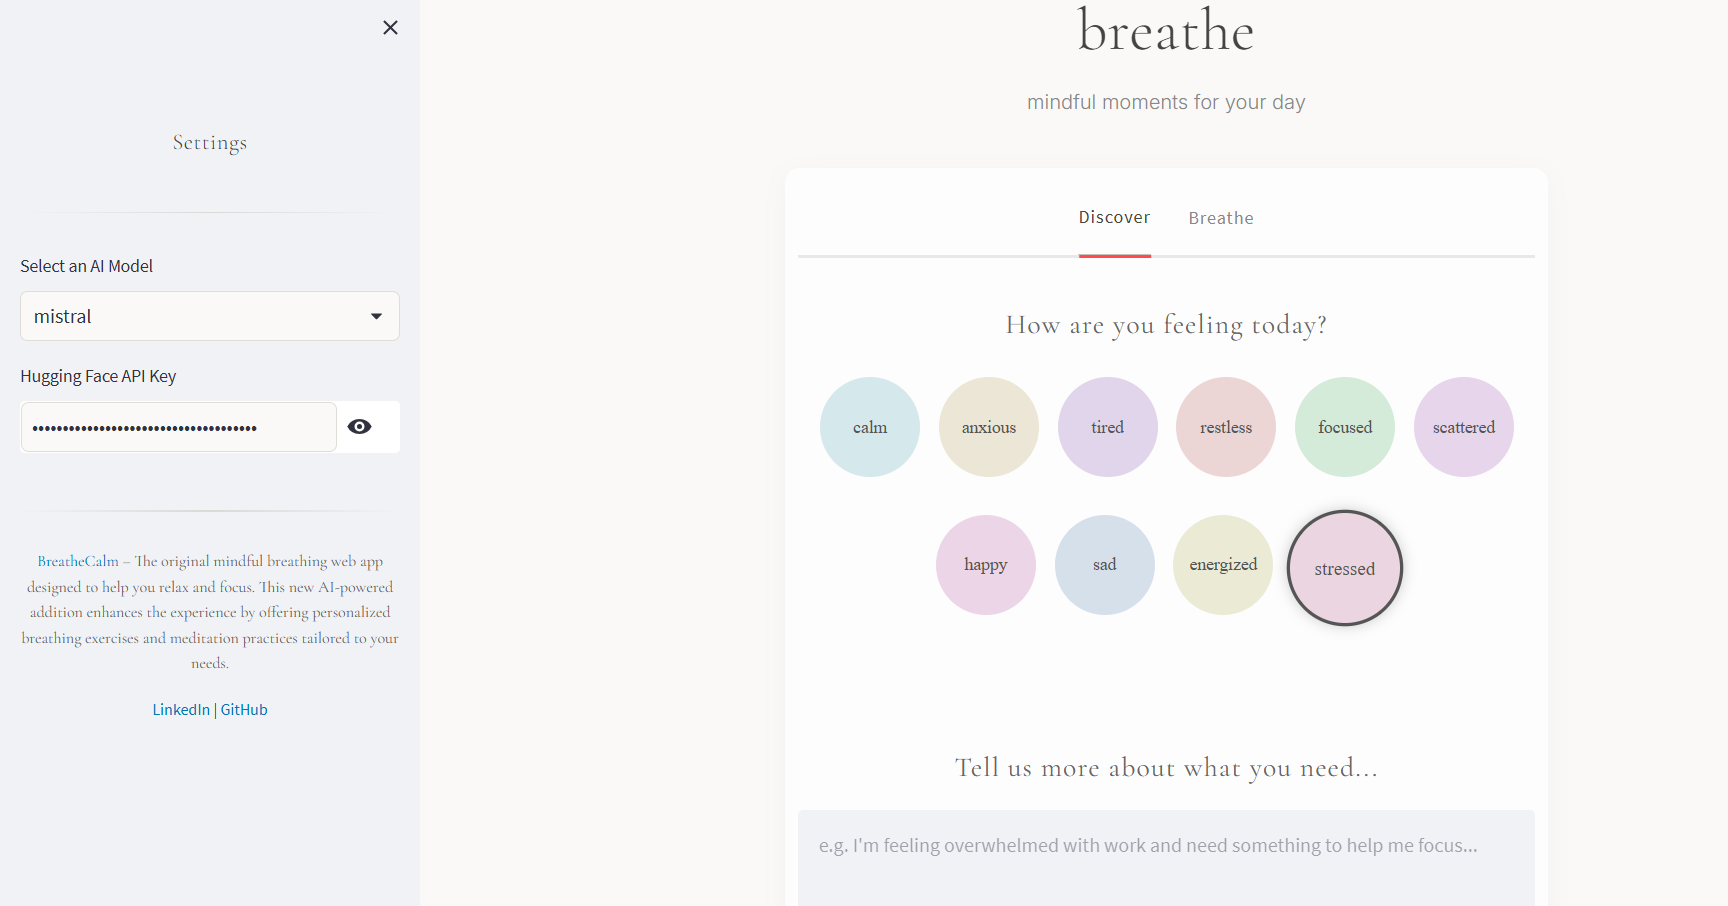 Settings
Select an AI Model
mistral
Hugging Face API Key
•••••••••••••••••••••••••••••••••••••
BreatheCalm – The original mindful breathing web app
designed to help you relax and focus. This new AI-powered
addition enhances the experience by offering personalized
breathing exercises and meditation practices tailored to your
needs.
LinkedIn | GitHub
breathe
mindful moments for your day
Discover Breathe
How are you feeling today?
calm anxious tired restless focused scattered
happy sad energized stressed
Tell us more about what you need...
e.g. I'm feeling overwhelmed with work and need something to help me focus...